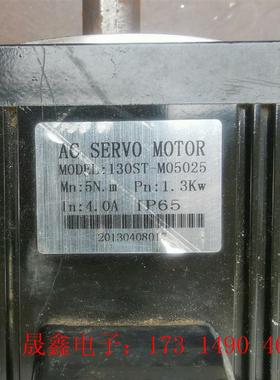 AC SERVO MOTOR
MODEL:130ST-M05025
Mn:5N.m Pn:1.3Kw
In:4.0A IP65
2013040801
晟鑫电子：173 1490 46